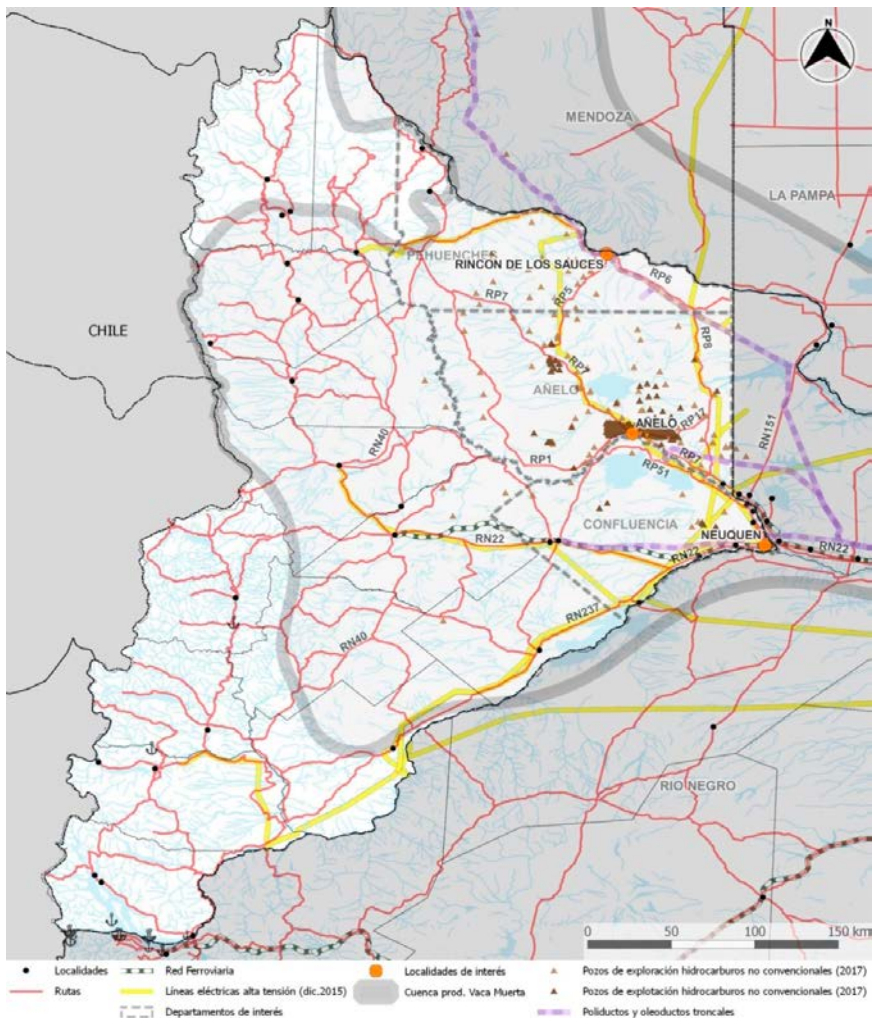 N
MENDOZA
LA PAMPA
PEHUENCHES
RINCON DE LOS SAUCES
RP6
RP7
RP5
CHILE
RP8
RP7
AÑELO
AÑELO
RP17
RN40
RN151
RP1
RP7
RP51
CONFLUENCIA
NEUQUEN
RN22
RN22
RN22
RN237
RN40
RIO NEGRO
0 50 100 150 km
Localidades
Red Ferroviaria
Localidades de interés
Pozos de exploración hidrocarburos no convencionales (2017)
Rutas
Líneas eléctricas alta tensión (dic.2015)
Cuenca prod. Vaca Muerta
Pozos de explotación hidrocarburos no convencionales (2017)
Departamentos de interés
Poliductos y oleoductos troncales